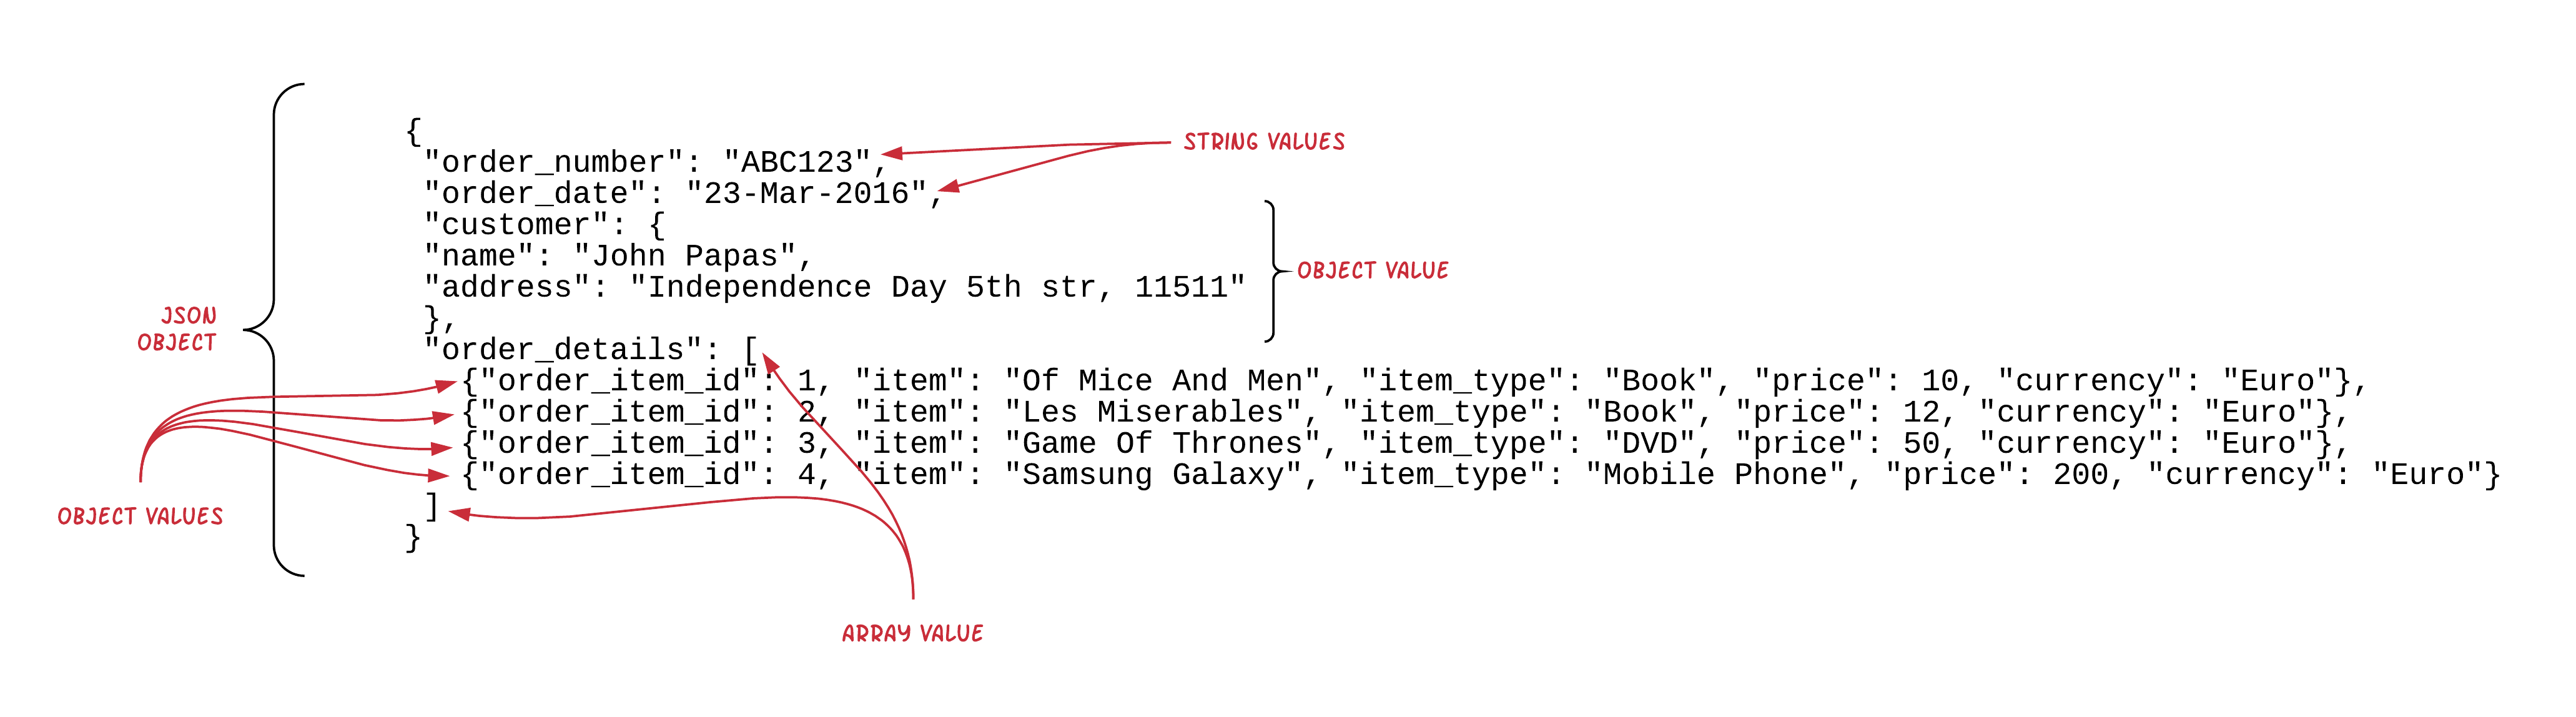 {
"order_number": "ABC123",
STRING VALUES
"order_date": "23-Mar-2016",
"customer": {
"name": "John Papas",
OBJECT VALUE
"address": "Independence Day 5th str, 11511"
},
JSON
OBJECT
"order_details": [
{"order_item_id": 1, "item": "Of Mice And Men", "item_type": "Book", "price": 10, "currency": "Euro"},
{"order_item_id": 2, "item": "Les Miserables", "item_type": "Book", "price": 12, "currency": "Euro"},
{"order_item_id": 3, "item": "Game Of Thrones", "item_type": "DVD", "price": 50, "currency": "Euro"},
{"order_item_id": 4, "item": "Samsung Galaxy", "item_type": "Mobile Phone", "price": 200, "currency": "Euro"}
]
}
OBJECT VALUES
ARRAY VALUE